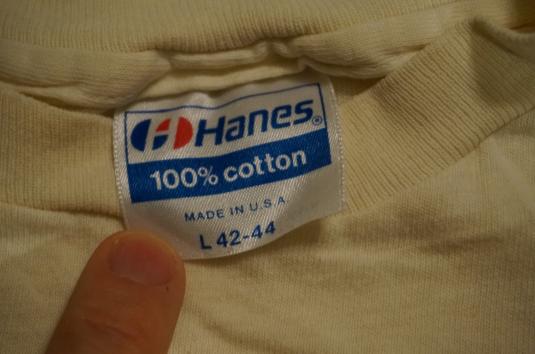 Hanes®
100% cotton
MADE IN U.S.A
L 42-44